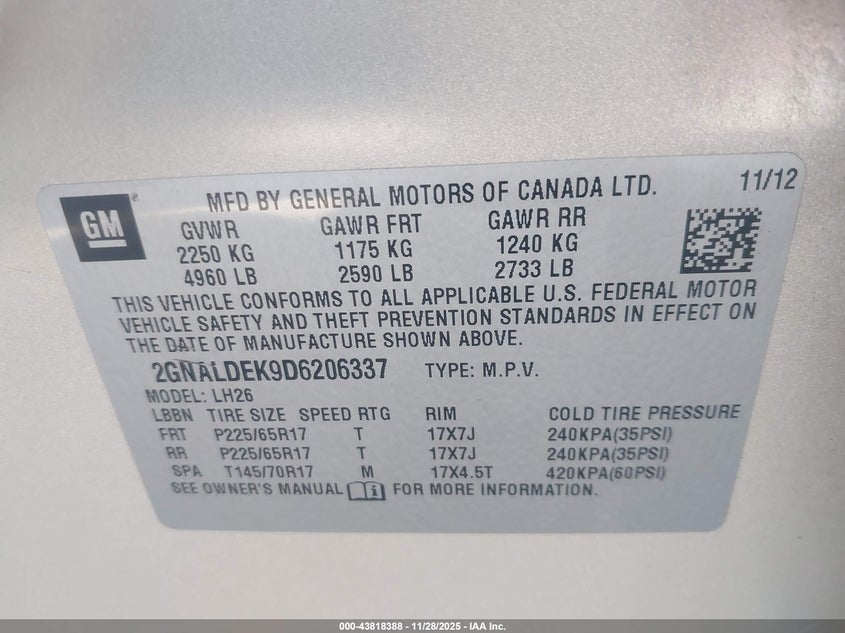 GM
MFD BY GENERAL MOTORS OF CANADA LTD.
11/12
GVWR GAWR FRT GAWR RR
2250 KG 1175 KG 1240 KG
4960 LB 2590 LB 2733 LB
THIS VEHICLE CONFORMS TO ALL APPLICABLE U.S. FEDERAL MOTOR
VEHICLE SAFETY AND THEFT PREVENTION STANDARDS IN EFFECT ON
THE DATE OF MANUFACTURE SHOWN ABOVE.
2GNALDEK9D6206337 TYPE: M.P.V.
MODEL: LH26
LBBN TIRE SIZE SPEED RTG RIM COLD TIRE PRESSURE
FRT P225/65R17 T 17X7J 240KPA(35PSI)
RR P225/65R17 T 17X7J 240KPA(35PSI)
SPA T145/70R17 M 17X4.5T 420KPA(60PSI)
SEE OWNER'S MANUAL FOR MORE INFORMATION.
000-43818388 - 11/28/2025 - IAA Inc.